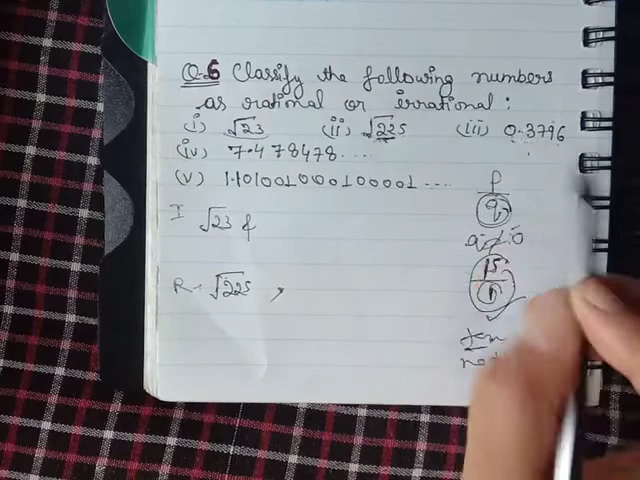 Q.6 Classify the following numbers
as rational or irrational:
(i) √23 (ii) √225 (iii) 0.3796
(iv) 7.478478....
(v) 1.101001000100001....
p
q
q≠0
I √23 &
15
1
R - √225 ,